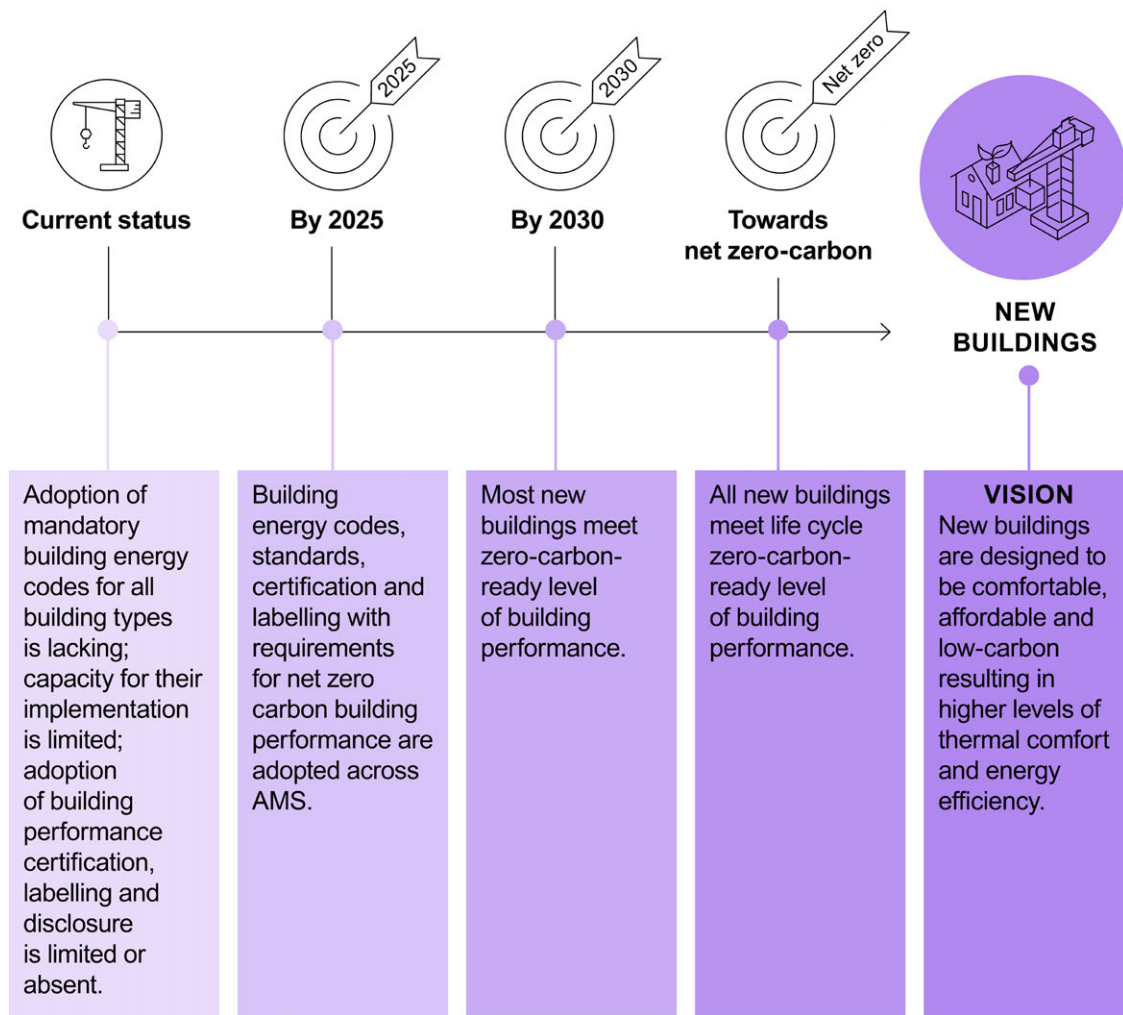 2025
2030
Net zero
Current status
By 2025
By 2030
Towards
net zero-carbon
NEW
BUILDINGS
Adoption of
mandatory
building energy
codes for all
building types
is lacking;
capacity for their
implementation
is limited;
adoption
of building
performance
certification,
labelling and
disclosure
is limited or
absent.
Building
energy codes,
standards,
certification and
labelling with
requirements
for net zero
carbon building
performance are
adopted across
AMS.
Most new
buildings meet
zero-carbon-
ready level
of building
performance.
All new buildings
meet life cycle
zero-carbon-
ready level
of building
performance.
VISION
New buildings
are designed to
be comfortable,
affordable and
low-carbon
resulting in
higher levels of
thermal comfort
and energy
efficiency.